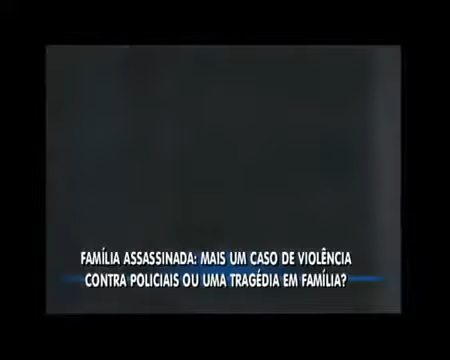 FAMÍLIA ASSASSINADA: MAIS UM CASO DE VIOLÊNCIA
CONTRA POLICIAIS OU UMA TRAGÉDIA EM FAMÍLIA?